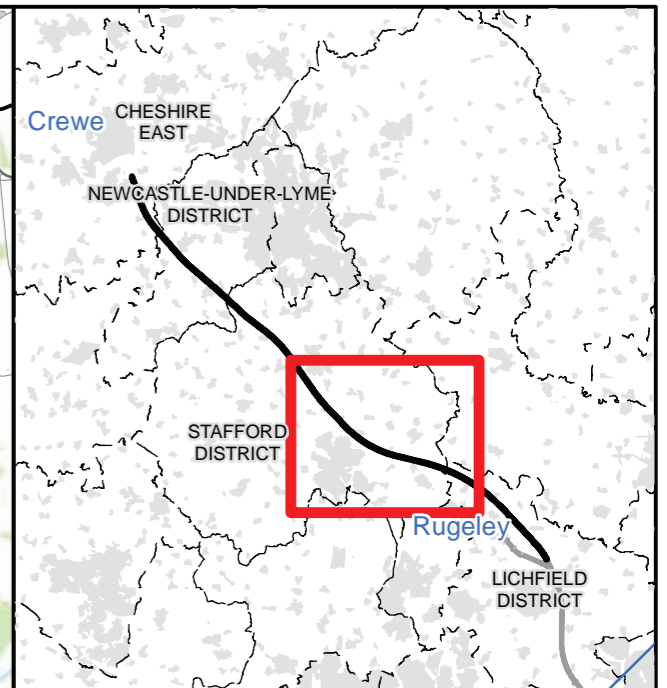 Crewe
CHESHIRE
EAST
NEWCASTLE-UNDER-LYME
DISTRICT
STAFFORD
DISTRICT
Rugeley
LICHFIELD
DISTRICT